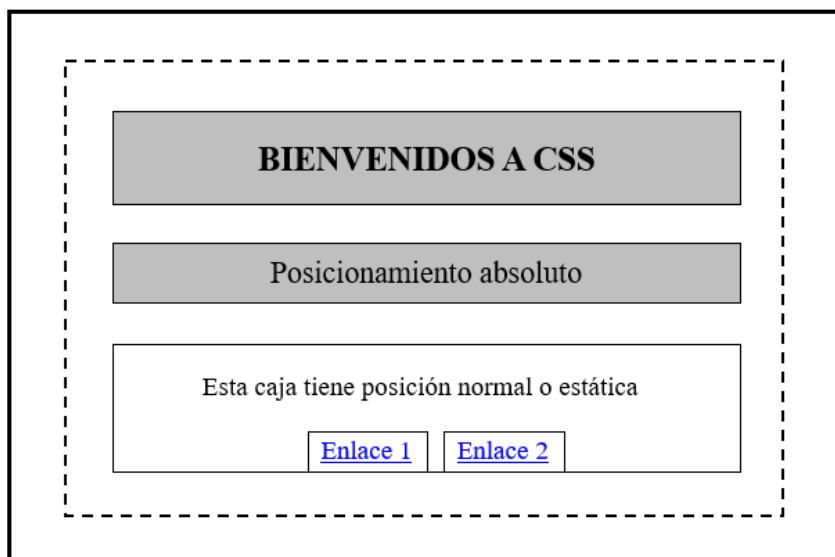 BIENVENIDOS A CSS
Posicionamiento absoluto
Esta caja tiene posición normal o estática
Enlace 1 Enlace 2